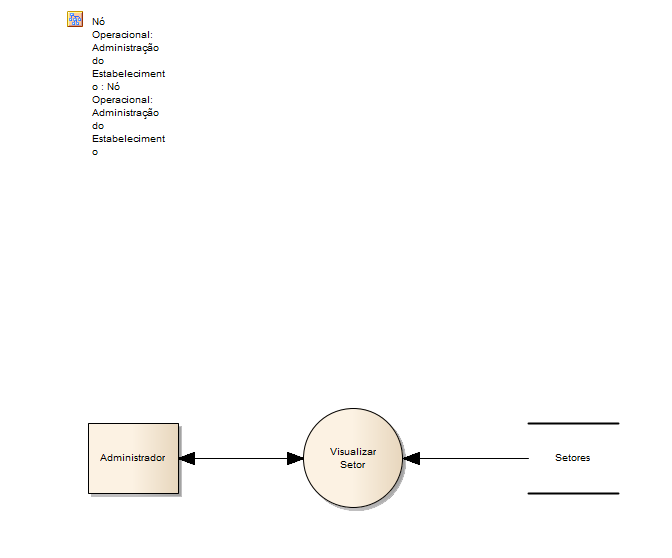 Nó
Operacional:
Administração
do
Estabeleciment
o : Nó
Operacional:
Administração
do
Estabeleciment
o
Administrador
Visualizar
Setor
Setores